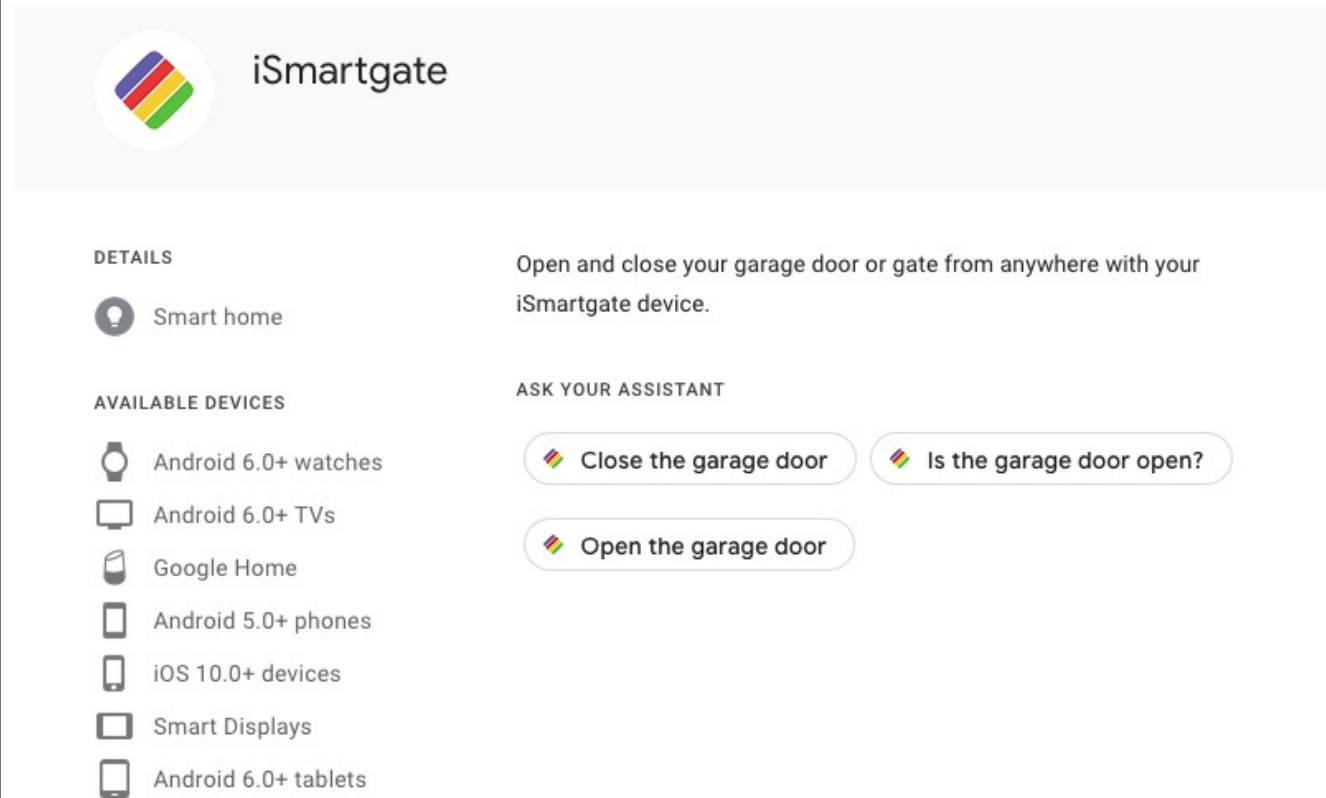 iSmartgate
DETAILS
Smart home
AVAILABLE DEVICES
Android 6.0+ watches
Android 6.0+ TVs
Google Home
Android 5.0+ phones
iOS 10.0+ devices
Smart Displays
Android 6.0+ tablets
Open and close your garage door or gate from anywhere with your
iSmartgate device.
ASK YOUR ASSISTANT
Close the garage door
Is the garage door open?
Open the garage door